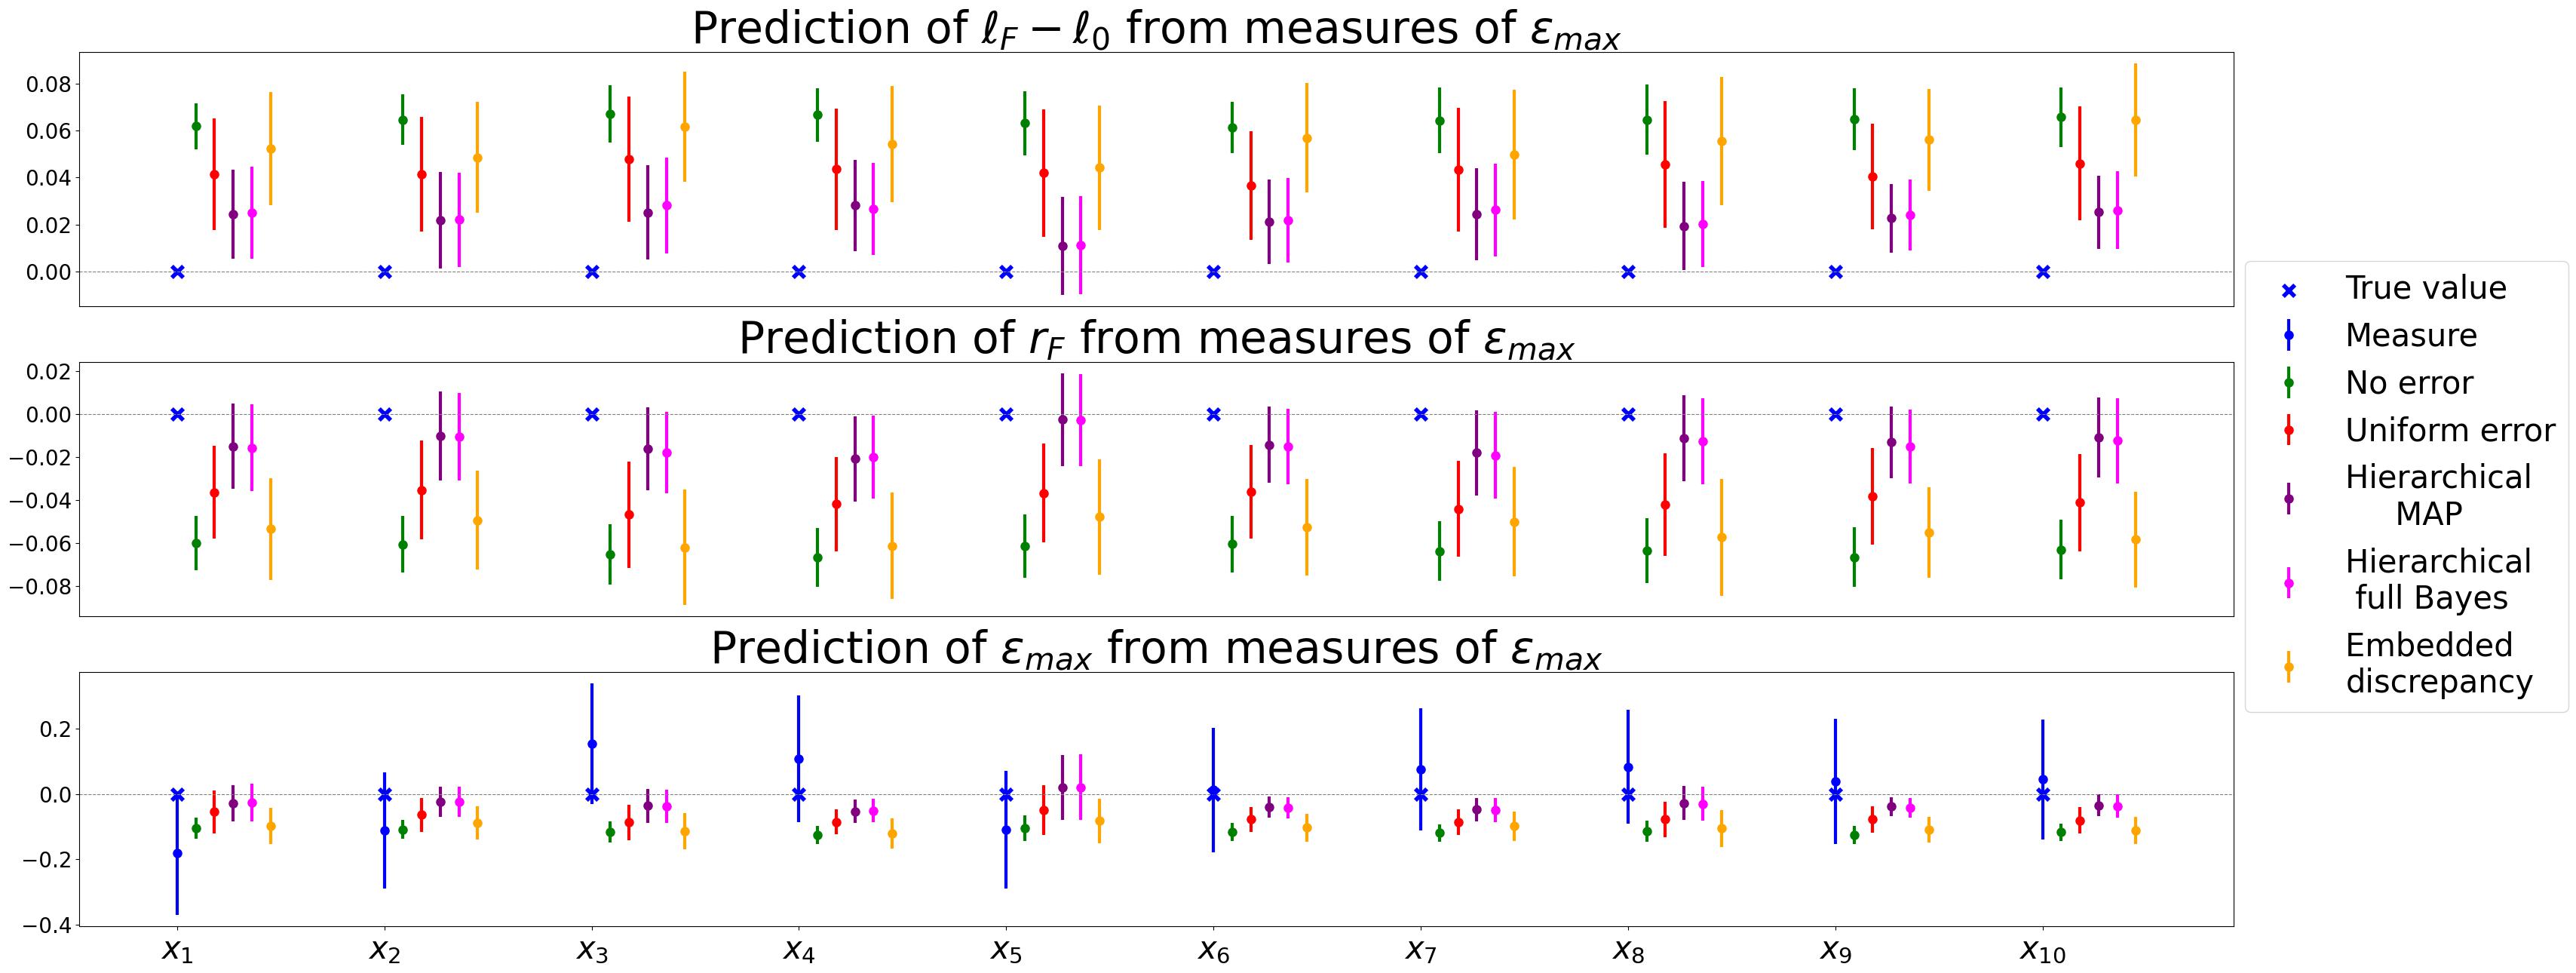 Prediction of ℓ_F − ℓ_0 from measures of ε_max
0.08
0.06
0.04
0.02
0.00
Prediction of r_F from measures of ε_max
0.02
0.00
−0.02
−0.04
−0.06
−0.08
Prediction of ε_max from measures of ε_max
0.2
0.0
−0.2
−0.4
x_1 x_2 x_3 x_4 x_5 x_6 x_7 x_8 x_9 x_10
True value
Measure
No error
Uniform error
Hierarchical
MAP
Hierarchical
full Bayes
Embedded
discrepancy